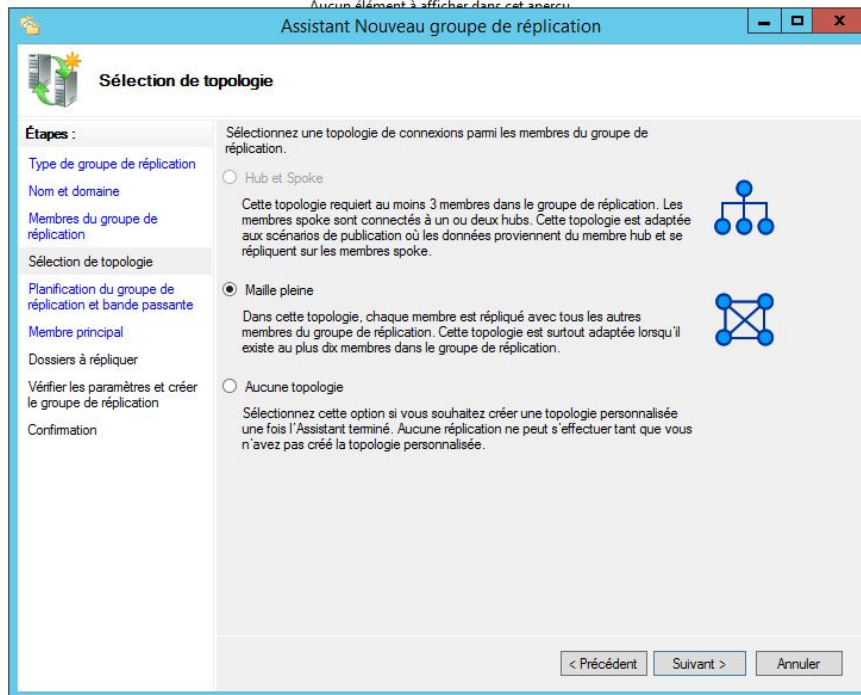 Aucun élément à afficher dans cet aperçu
Assistant Nouveau groupe de réplication
Sélection de topologie
Étapes :
Type de groupe de réplication
Nom et domaine
Membres du groupe de
réplication
Sélection de topologie
Planification du groupe de
réplication et bande passante
Membre principal
Dossiers à répliquer
Vérifier les paramètres et créer
le groupe de réplication
Confirmation
Sélectionnez une topologie de connexions parmi les membres du groupe de
réplication.
Hub et Spoke
Cette topologie requiert au moins 3 membres dans le groupe de réplication. Les
membres spoke sont connectés à un ou deux hubs. Cette topologie est adaptée
aux scénarios de publication où les données proviennent du membre hub et se
répliquent sur les membres spoke.
Maille pleine
Dans cette topologie, chaque membre est répliqué avec tous les autres
membres du groupe de réplication. Cette topologie est surtout adaptée lorsqu'il
existe au plus dix membres dans le groupe de réplication.
Aucune topologie
Sélectionnez cette option si vous souhaitez créer une topologie personnalisée
une fois l'Assistant terminé. Aucune réplication ne peut s'effectuer tant que vous
n'avez pas créé la topologie personnalisée.
< Précédent
Suivant >
Annuler